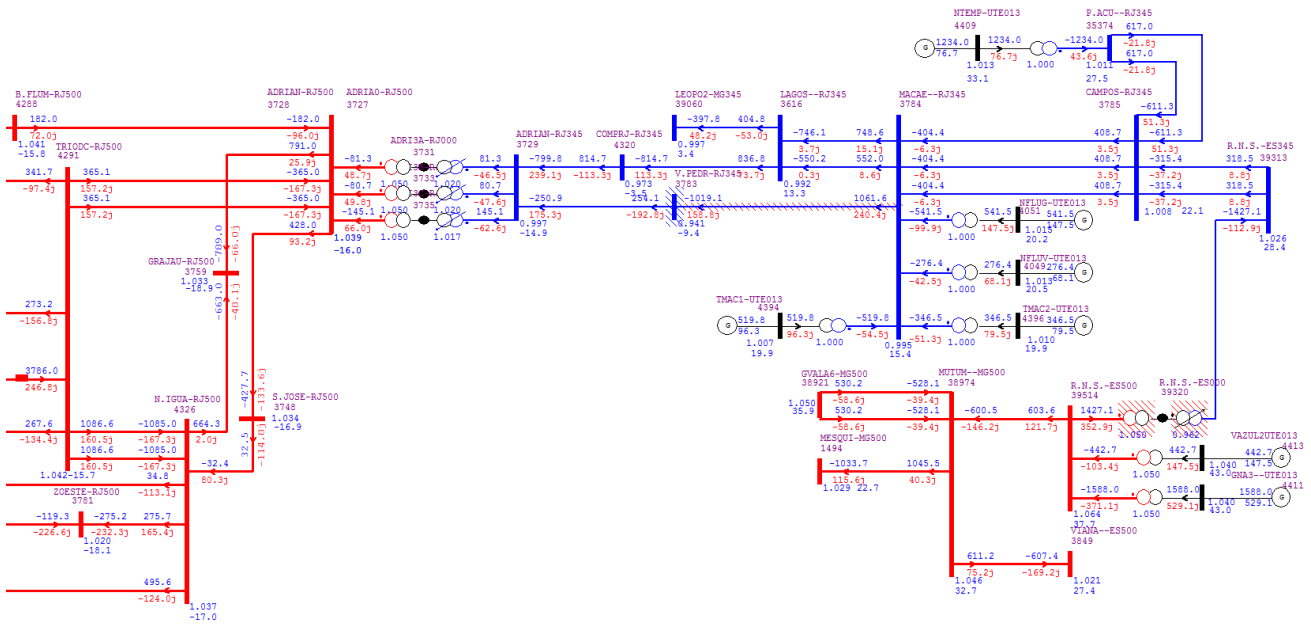 NTEMP-UTE013
4409
P.ACU--RJ345
35374
617.0
-21.8j
617.0
-21.8j
G
1234.0
76.7
1234.0
76.7j
-1234.0
43.6j
1.013
33.1
1.000
1.011
27.5
B.FLUM-RJ500
4288
182.0
72.0j
1.041
-15.8
ADRIAN-RJ500
3728
ADRIA0-RJ500
3727
-182.0
-96.0j
791.0
25.9j
-365.0
-167.3j
-365.0
-167.3j
428.0
93.2j
1.039
-16.0
TRIODC-RJ500
4291
341.7
-97.4j
365.1
157.2j
365.1
157.2j
273.2
-156.8j
3786.0
246.8j
267.6
-134.4j
1086.6
160.5j
1086.6
160.5j
1.042-15.7
ADRI3A-RJ000
3731
3733
3735
-81.3
48.7j
1.050
1.020
81.3
-46.5j
-80.7
49.8j
1.050
1.020
80.7
-47.6j
-145.1
66.0j
1.050
1.017
145.1
-62.6j
ADRIAN-RJ345
3729
-799.8
239.1j
-250.9
175.3j
0.997
-14.9
COMPRJ-RJ345
4320
814.7
-113.3j
-814.7
113.3j
0.973
-3.5
V.PEDR-RJ345
3783
254.1
-192.8j
-1019.1
158.8j
0.941
-9.4
LEOPO2-MG345
39060
-397.8
48.2j
0.997
3.4
LAGOS--RJ345
3616
404.8
-53.0j
836.8
-73.7j
-746.1
3.7j
-550.2
0.3j
0.992
13.3
MACAE--RJ345
3784
748.6
15.1j
552.0
8.6j
1061.6
240.4j
-404.4
-6.3j
-404.4
-6.3j
-404.4
-6.3j
-541.5
-99.9j
-276.4
-42.5j
-346.5
-51.3j
-519.8
-54.5j
0.995
15.4
CAMPOS-RJ345
3785
408.7
3.5j
408.7
3.5j
408.7
3.5j
-611.3
51.3j
-611.3
51.3j
-315.4
-37.2j
-315.4
-37.2j
1.008
22.1
R.N.S.-ES345
39313
318.5
8.8j
318.5
8.8j
-1427.1
-112.9j
1.026
28.4
NFLUG-UTE013
4051
1.000
541.5
147.5j
541.5
147.5
G
1.013
20.2
NFLUV-UTE013
4049
1.000
276.4
68.1j
276.4
68.1
G
1.013
20.5
TMAC2-UTE013
4396
1.000
346.5
79.5j
346.5
79.5
G
1.010
19.9
TMAC1-UTE013
4394
G
519.8
96.3
519.8
96.3j
1.007
19.9
1.000
GRAJAU-RJ500
3759
1.033
-18.9
-789.0
-66.0j
-663.0
-48.1j
S.JOSE-RJ500
3748
1.034
-16.9
-427.7
-133.6j
32.5
-114.8j
N.IGUA-RJ500
4326
-1085.0
-167.3j
-1085.0
-167.3j
664.3
2.0j
-32.4
80.3j
34.8
-113.1j
275.7
165.4j
495.6
-124.0j
1.037
-17.0
ZOESTE-RJ500
3781
-119.3
-226.6j
-275.2
-232.3j
1.020
-18.1
GVALA6-MG500
38921
530.2
-58.6j
530.2
-58.6j
1.050
35.9
MESQUI-MG500
1494
-1033.7
115.6j
1.029 22.7
MUTUM--MG500
38974
-528.1
-39.4j
-528.1
-39.4j
1045.5
40.3j
-600.5
-146.2j
611.2
75.2j
1.046
32.7
R.N.S.-ES500
39514
603.6
121.7j
1427.1
352.9j
-442.7
-103.4j
-1588.0
-371.1j
1.064
37.7
R.N.S.-ES000
39320
1.050
0.962
VAZUL2UTE013
4413
1.050
442.7
147.5j
1.040
43.0
442.7
147.5
G
GNA3--UTE013
4411
1.050
1588.0
529.1j
1.040
43.0
1588.0
529.1
G
VIANA--ES500
3849
-607.4
-169.2j
1.021
27.4